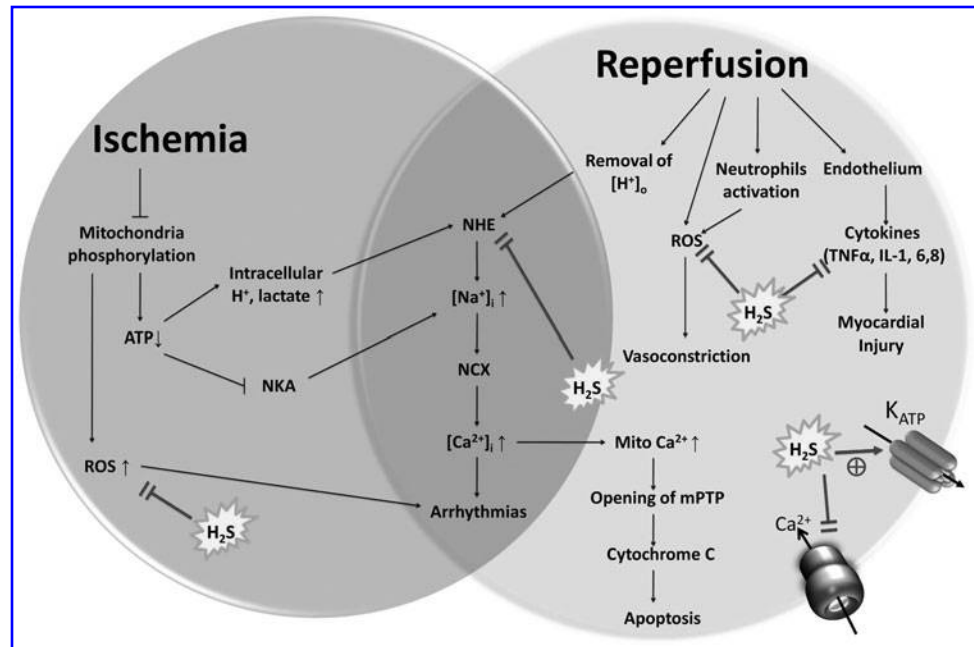 Ischemia
Mitochondria
phosphorylation
ATP↓
Intracellular
H⁺, lactate ↑
NKA
ROS ↑
H₂S
NHE
[Na⁺]ᵢ ↑
NCX
[Ca²⁺]ᵢ ↑
Arrhythmias
H₂S
Reperfusion
Removal of
[H⁺]ₒ
Neutrophils
activation
Endothelium
ROS
Cytokines
(TNFα, IL-1, 6,8)
H₂S
Vasoconstriction
Myocardial
Injury
Mito Ca²⁺ ↑
Opening of mPTP
Cytochrome C
Apoptosis
K_ATP
H₂S
⊕
Ca²⁺